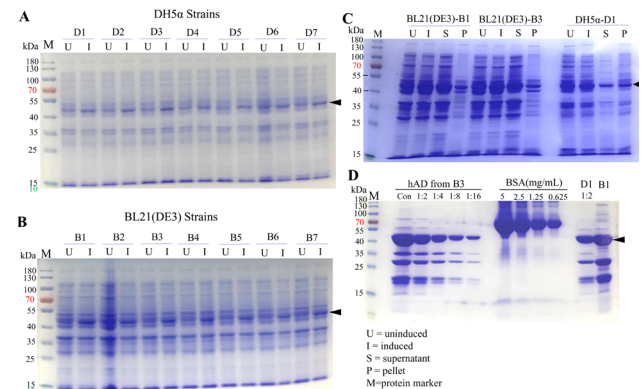 A
DH5α Strains
D1 D2 D3 D4 D5 D6 D7
kDa M U I U I U I U I U I U I U I
180
130
100
70
55
40
35
25
15
10
B
BL21(DE3) Strains
B1 B2 B3 B4 B5 B6 B7
kDa M U I U I U I U I U I U I U I
180
130
100
70
55
40
35
25
15
C
BL21(DE3)-B1 BL21(DE3)-B3 DH5α-D1
kDa M U I S P U I S P U I S P
180
130
100
70
55
40
35
25
15
D
hAD from B3 BSA(mg/mL) D1 B1
kDa M Con 1:2 1:4 1:8 1:16 5 2.5 1.25 0.625 1:2
180
130
100
70
55
40
35
25
15
U = uninduced
I = induced
S = supernatant
P = pellet
M=protein marker